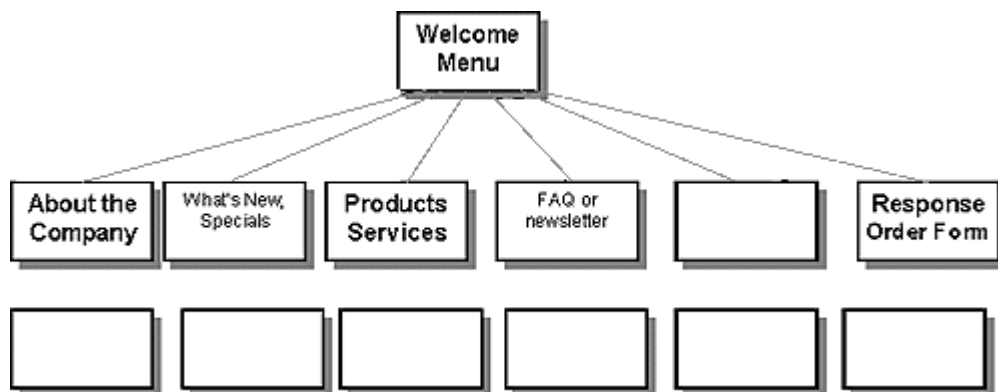 Welcome
Menu
About the
Company
What's New,
Specials
Products
Services
FAQ or
newsletter
Response
Order Form